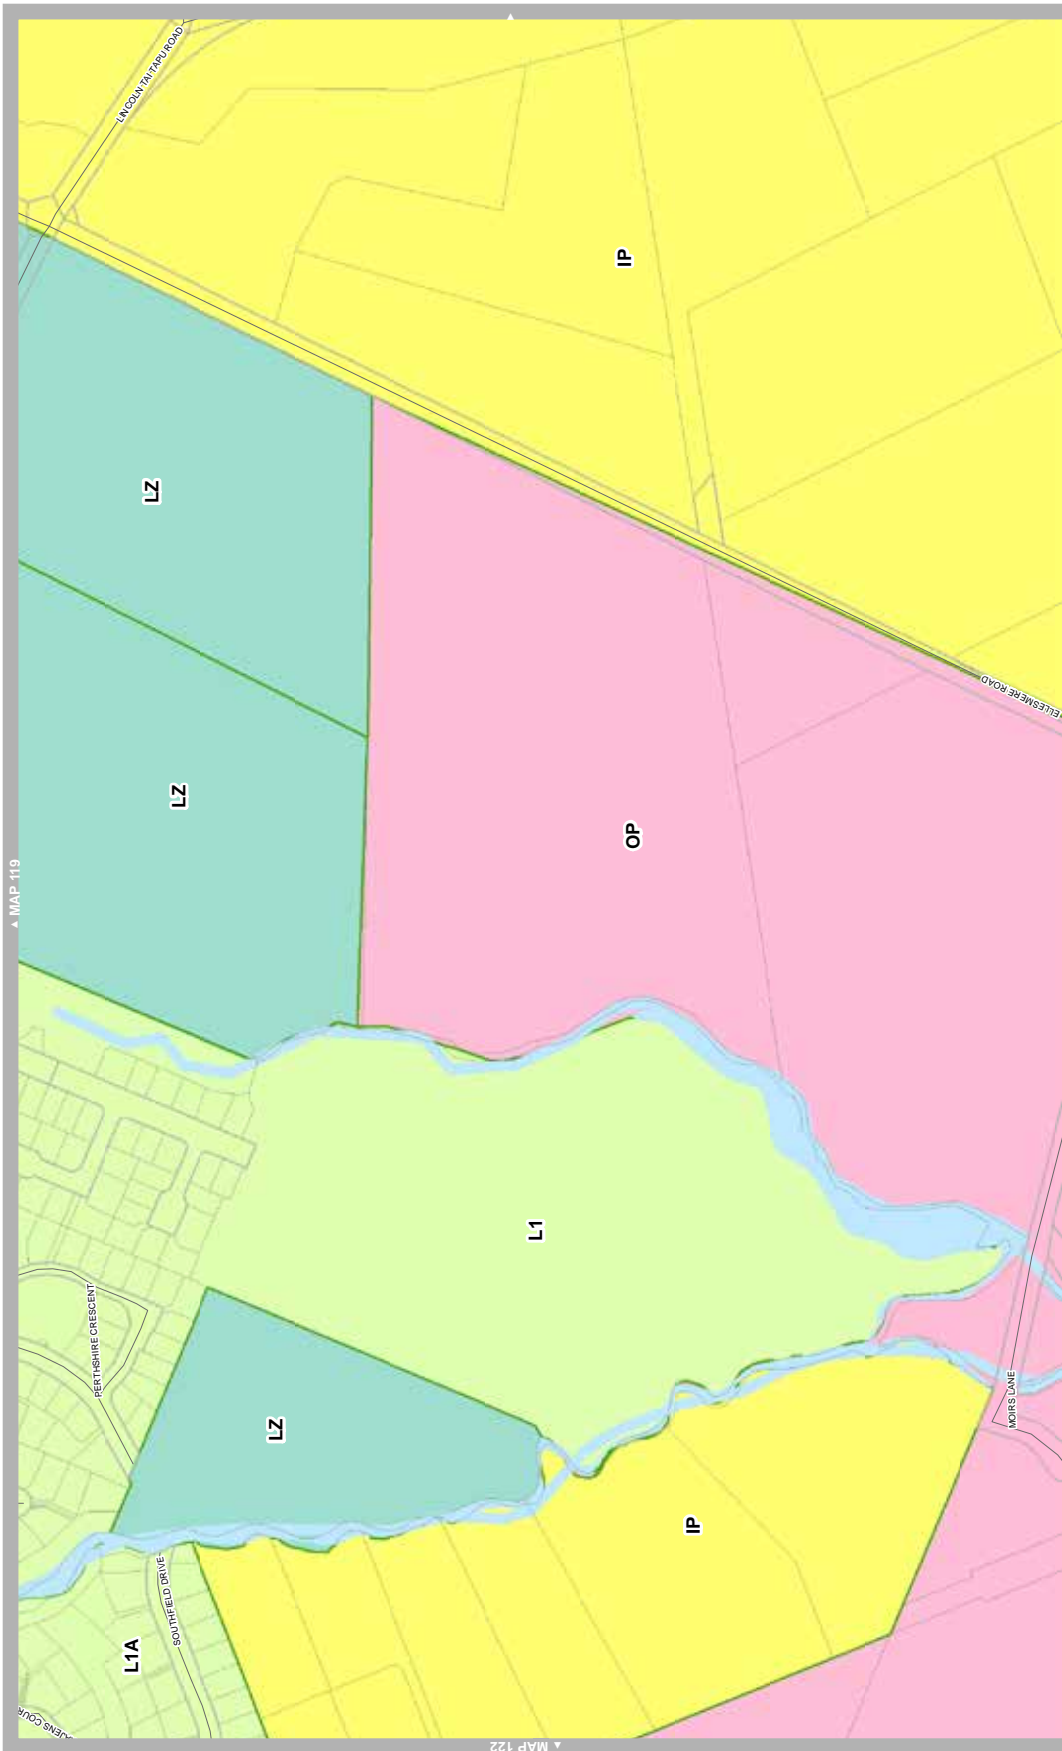 LINCOLN TAI TAPU ROAD
IP
LZ
LZ
▲ MAP 119
OP
ELLESMERE ROAD
L1
PERTHSHIRE CRESCENT
LZ
MOIRS LANE
IP
SOUTHFIELD DRIVE
L1A
MAP 122 ▲